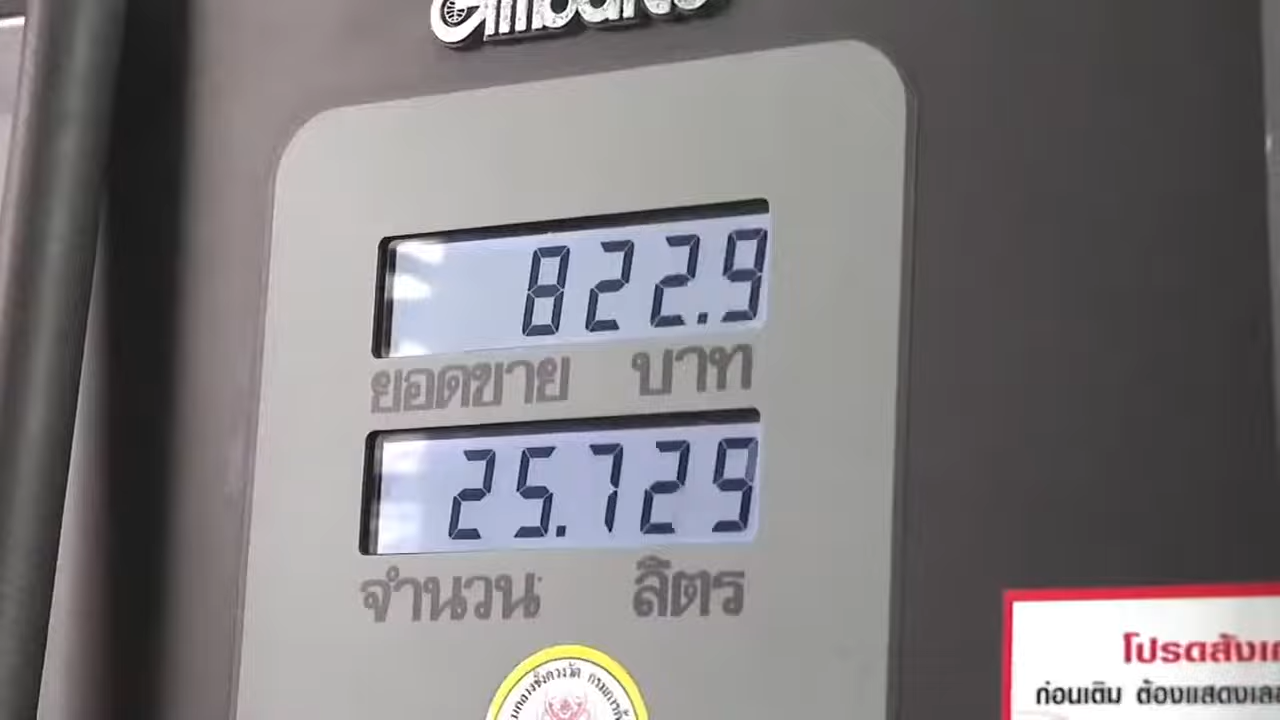 Gilbarco
822.9
ยอดขาย บาท
25.729
จำนวน ลิตร
โปรดสังเก
ก่อนเติม ต้องแสดงเล